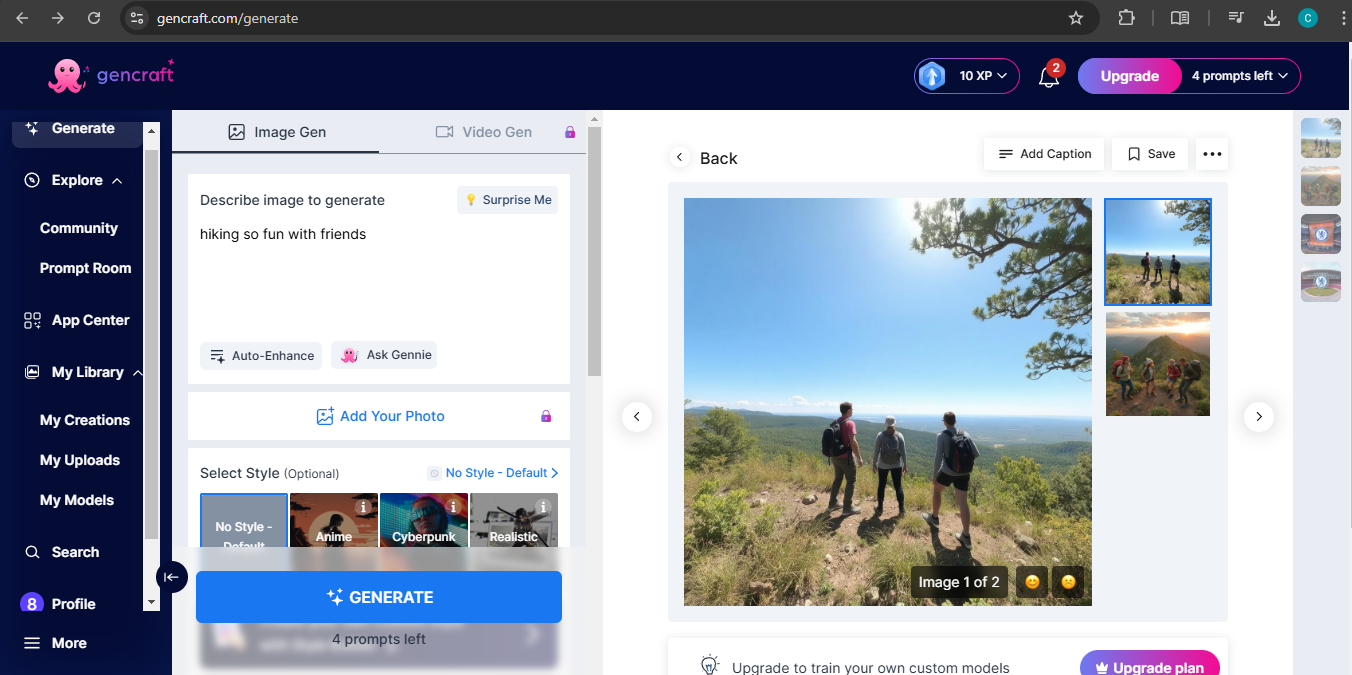 gencraft.com/generate
C
gencraft
10 XP
2
Upgrade
4 prompts left
Generate
Explore
Community
Prompt Room
App Center
My Library
My Creations
My Uploads
My Models
Search
8 Profile
More
Image Gen
Video Gen
Describe image to generate
Surprise Me
hiking so fun with friends
Auto-Enhance
Ask Gennie
Add Your Photo
Select Style (Optional)
No Style - Default
No Style -
Default
Anime
Cyberpunk
Realistic
GENERATE
4 prompts left
Back
Add Caption
Save
Image 1 of 2
Upgrade to train your own custom models
Upgrade plan